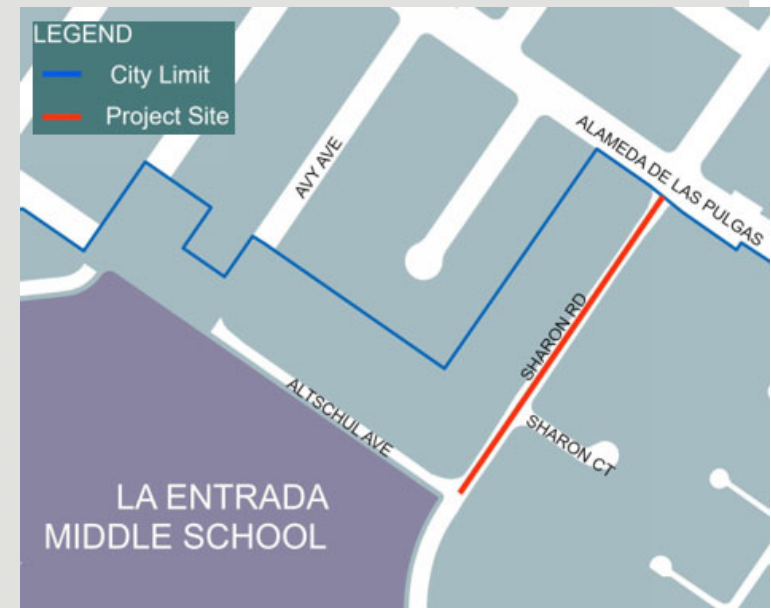 LEGEND
City Limit
Project Site
AVY AVE
ALAMEDA DE LAS PULGAS
SHARON RD
ALTSCHUL AVE
SHARON CT
LA ENTRADA
MIDDLE SCHOOL